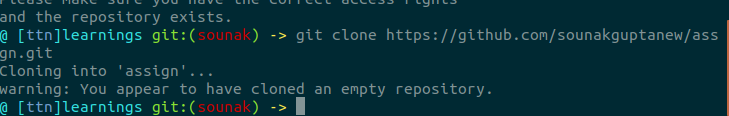 Please make sure you have the correct access rights
and the repository exists.
@ [ttn]learnings git:(sounak) -> git clone https://github.com/sounakguptanew/ass
gn.git
Cloning into 'assign'...
warning: You appear to have cloned an empty repository.
@ [ttn]learnings git:(sounak) ->